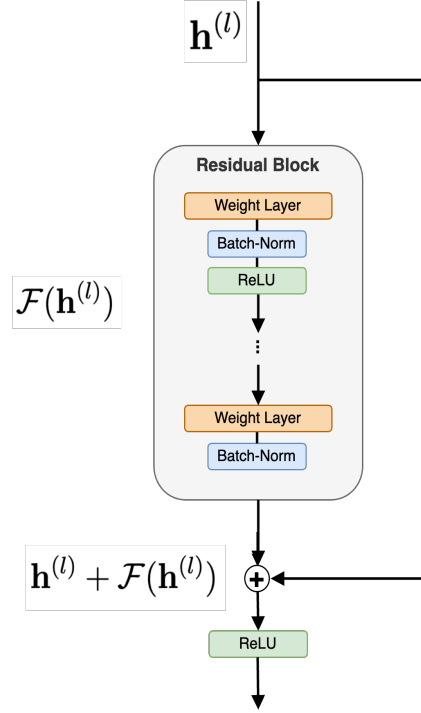 𝐡^(l)
Residual Block
Weight Layer
Batch-Norm
ReLU
...
Weight Layer
Batch-Norm
ℱ(𝐡^(l))
𝐡^(l) + ℱ(𝐡^(l))
+
ReLU